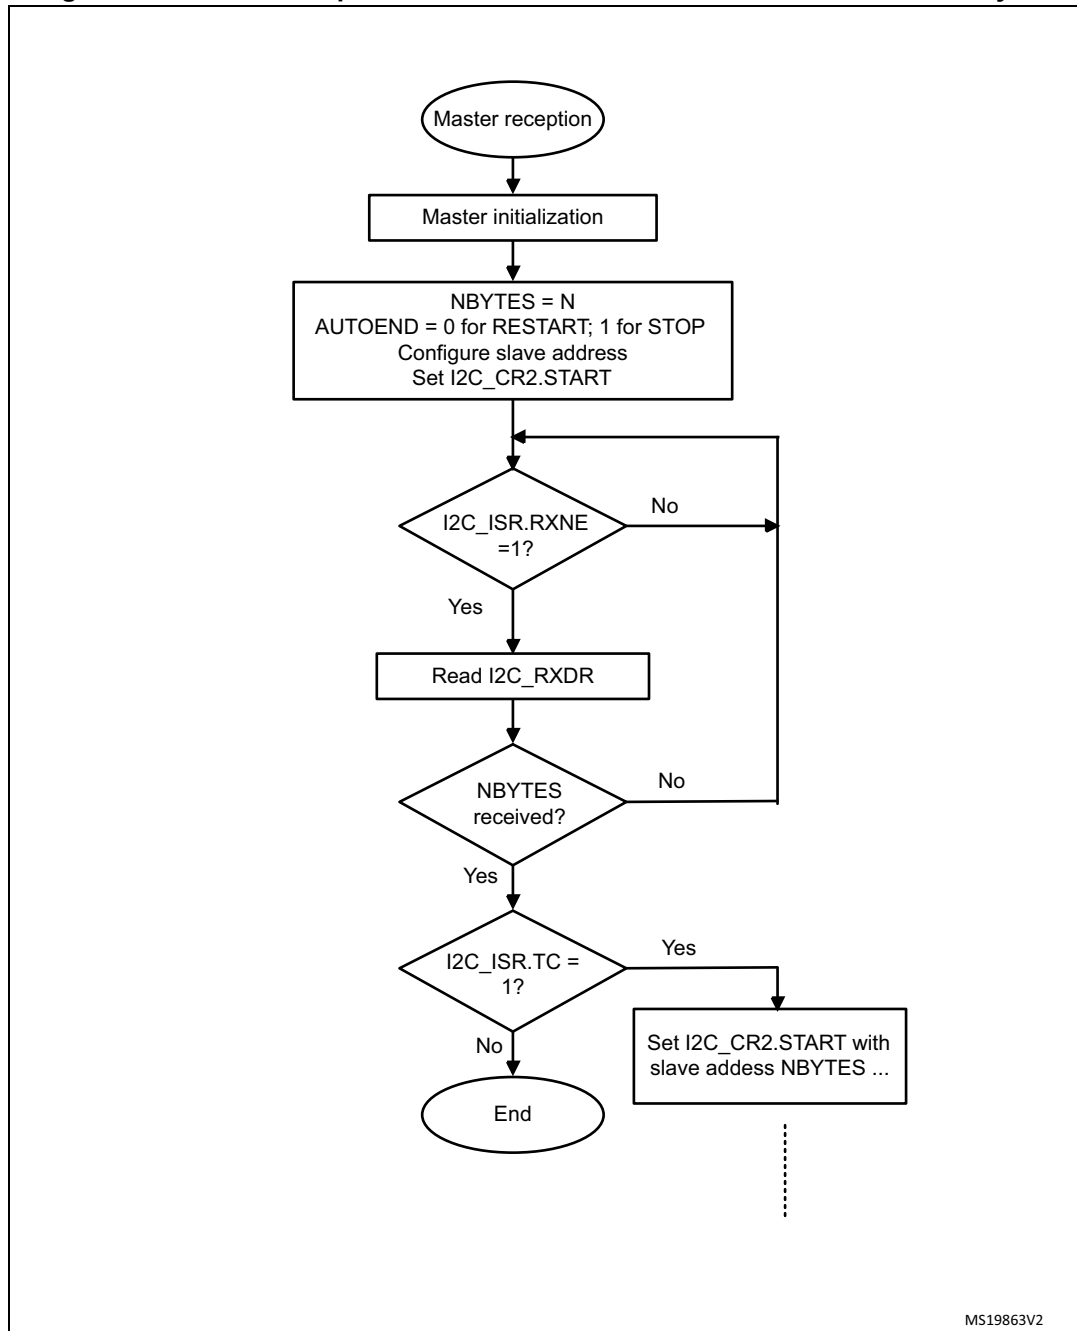 Master reception
Master initialization
NBYTES = N
AUTOEND = 0 for RESTART; 1 for STOP
Configure slave address
Set I2C_CR2.START
I2C_ISR.RXNE
=1?
No
Yes
Read I2C_RXDR
NBYTES
received?
No
Yes
I2C_ISR.TC =
1?
Yes
No
Set I2C_CR2.START with
slave addess NBYTES ...
End
MS19863V2